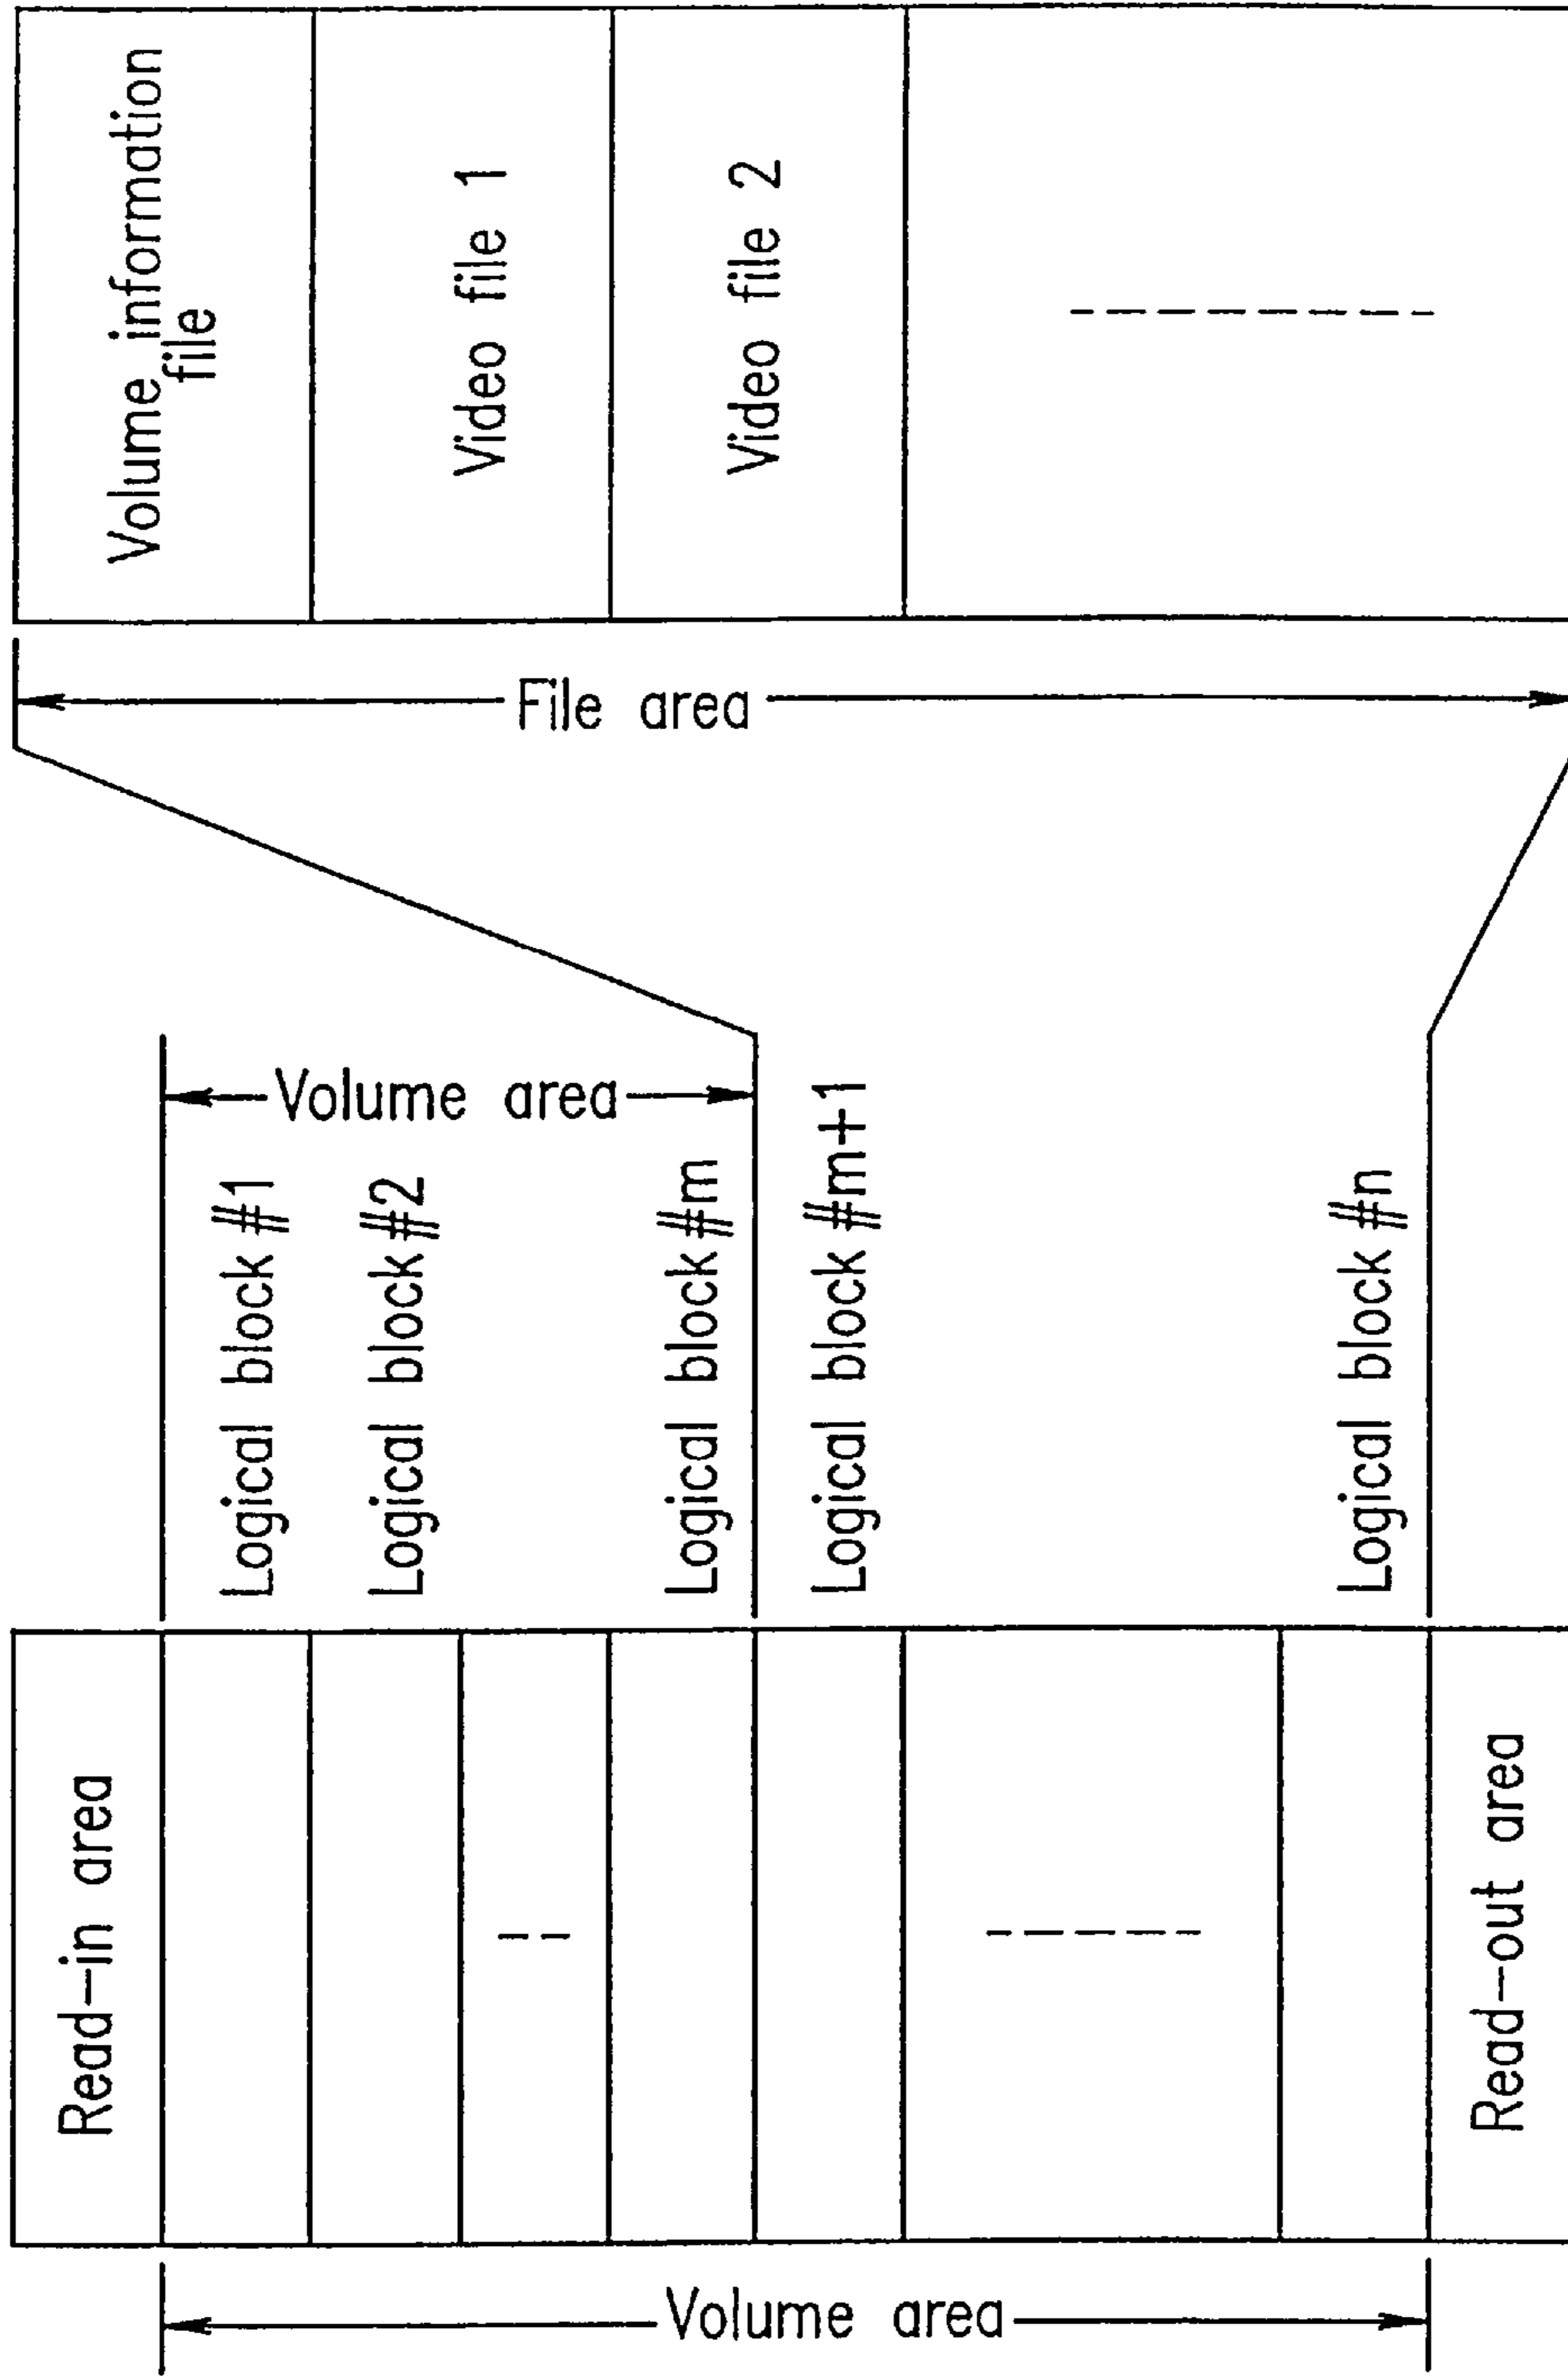 Volume information
file
Video file 1
Video file 2
File area
Volume area
Logical block #1
Logical block #2
Logical block #m
Logical block #m+1
Logical block #n
Read-in area
Read-out area
Volume area